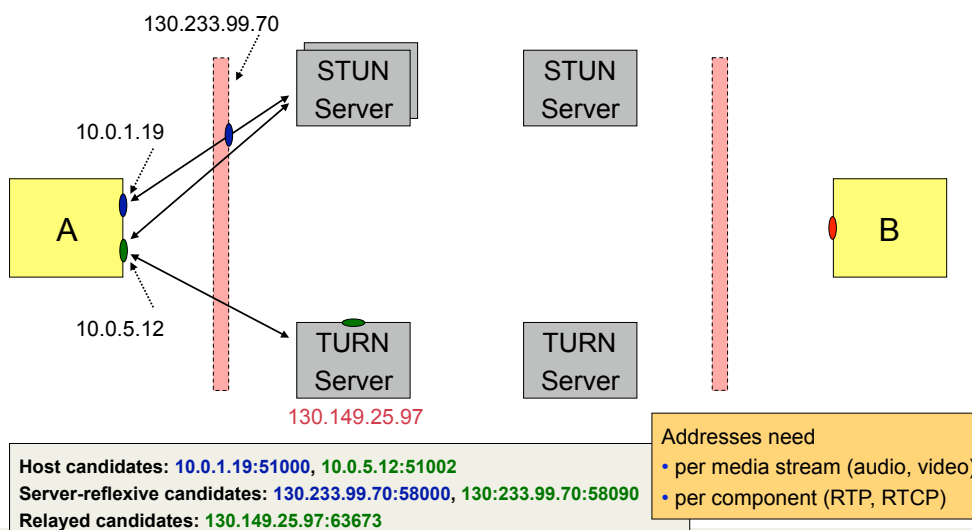 130.233.99.70
STUN
Server
STUN
Server
10.0.1.19
A
B
10.0.5.12
TURN
Server
TURN
Server
130.149.25.97
Host candidates: 10.0.1.19:51000, 10.0.5.12:51002
Server-reflexive candidates: 130.233.99.70:58000, 130:233.99.70:58090
Relayed candidates: 130.149.25.97:63673
Addresses need
• per media stream (audio, video)
• per component (RTP, RTCP)